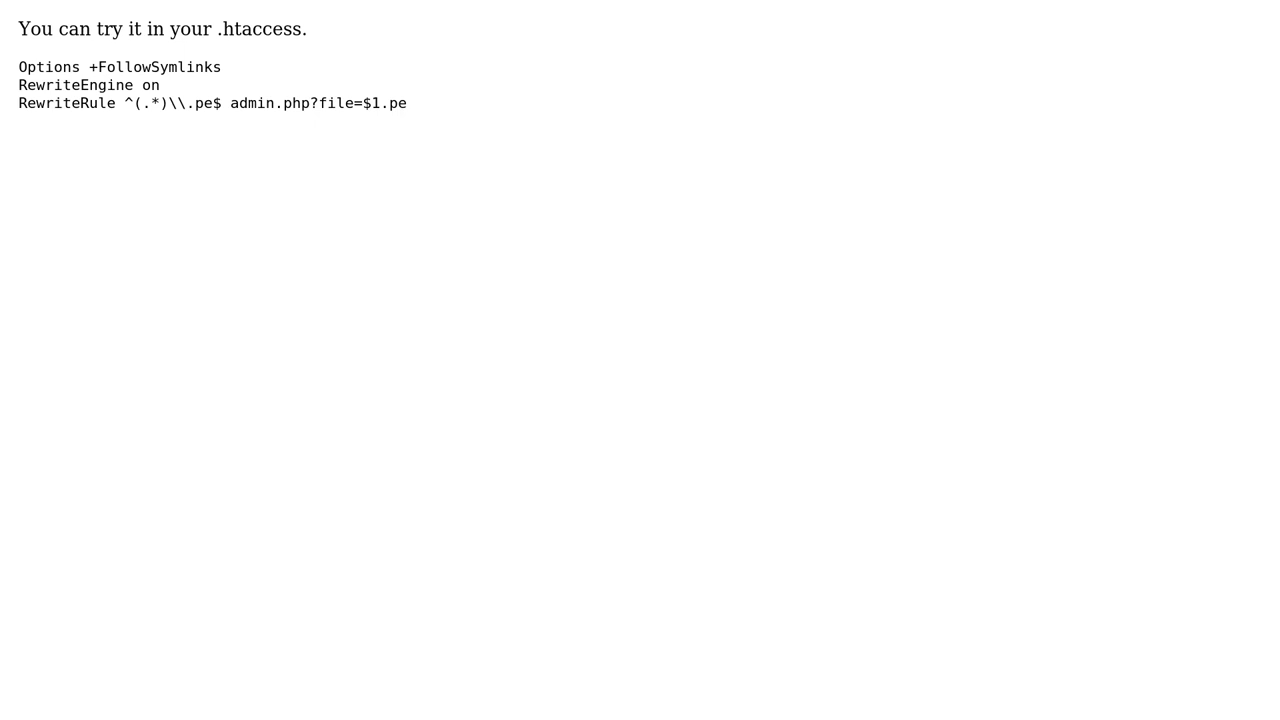 You can try it in your .htaccess.
Options +FollowSymlinks
RewriteEngine on
RewriteRule ^(.*)\\.pe$ admin.php?file=$1.pe